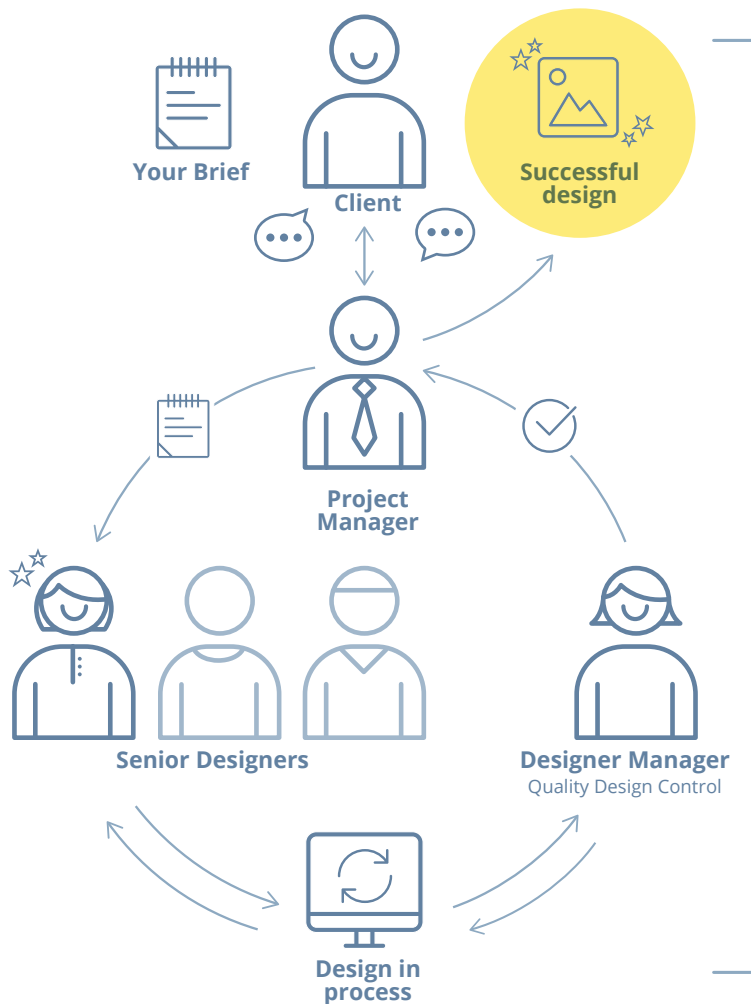 Your Brief
Client
Successful
design
Project
Manager
Senior Designers
Designer Manager
Quality Design Control
Design in
process